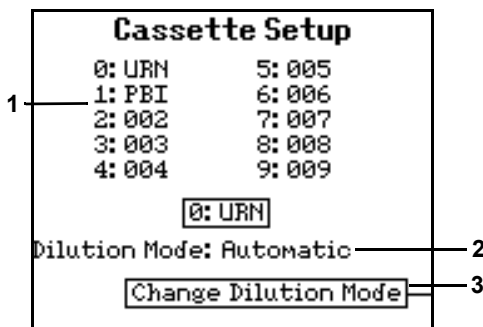 Cassette Setup
0: URN 5: 005
1 1: PBI 6: 006
2: 002 7: 007
3: 003 8: 008
4: 004 9: 009
0: URN
Dilution Mode: Automatic 2
Change Dilution Mode 3